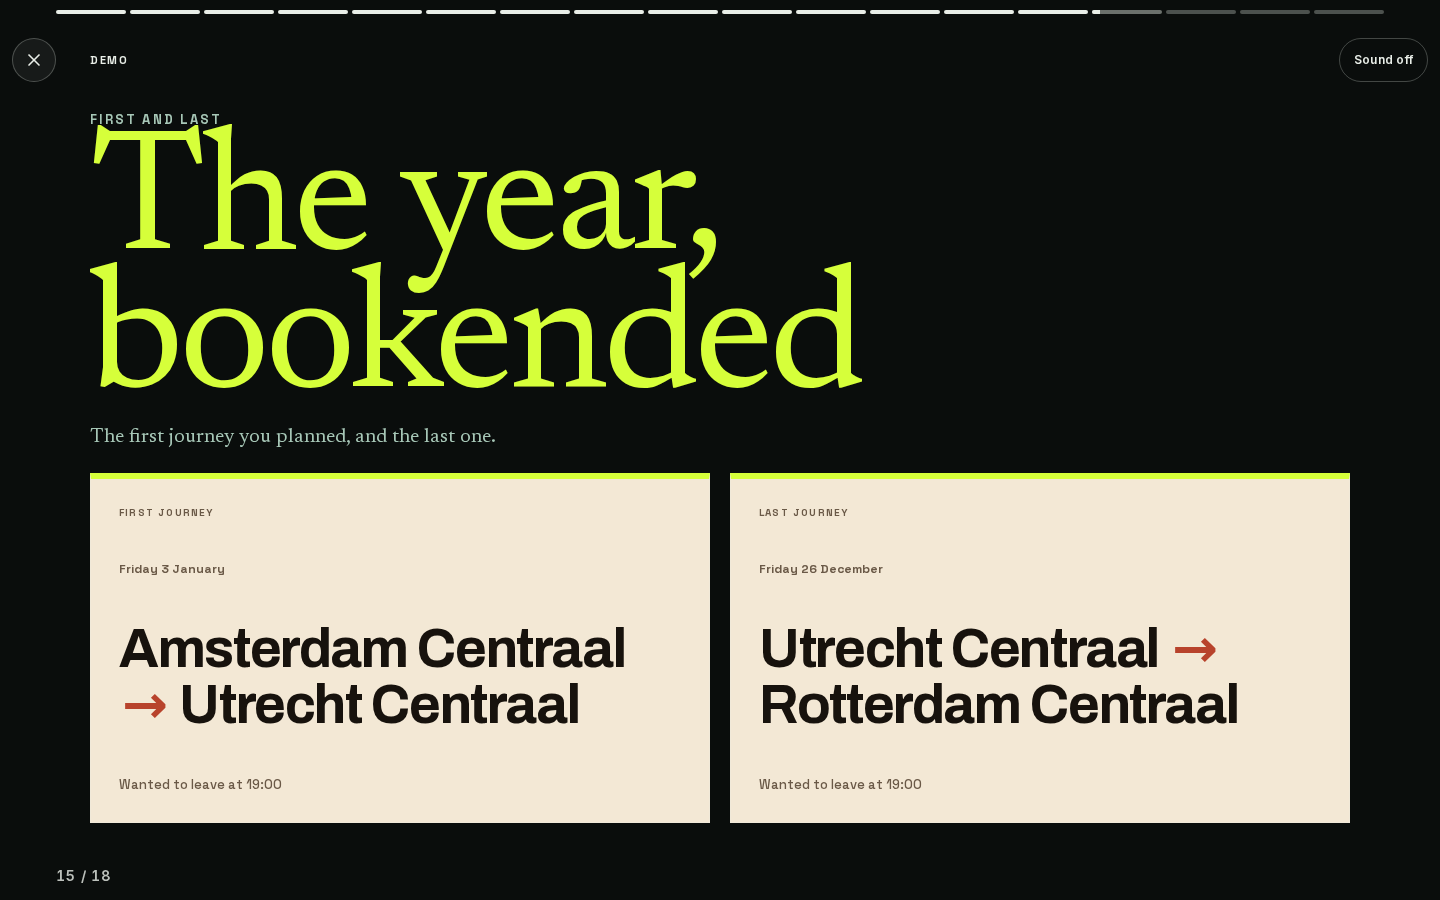 DEMO
Sound off
FIRST AND LAST
The year,
bookended
The first journey you planned, and the last one.
FIRST JOURNEY
Friday 3 January
Amsterdam Centraal
→ Utrecht Centraal
Wanted to leave at 19:00
LAST JOURNEY
Friday 26 December
Utrecht Centraal →
Rotterdam Centraal
Wanted to leave at 19:00
15 / 18